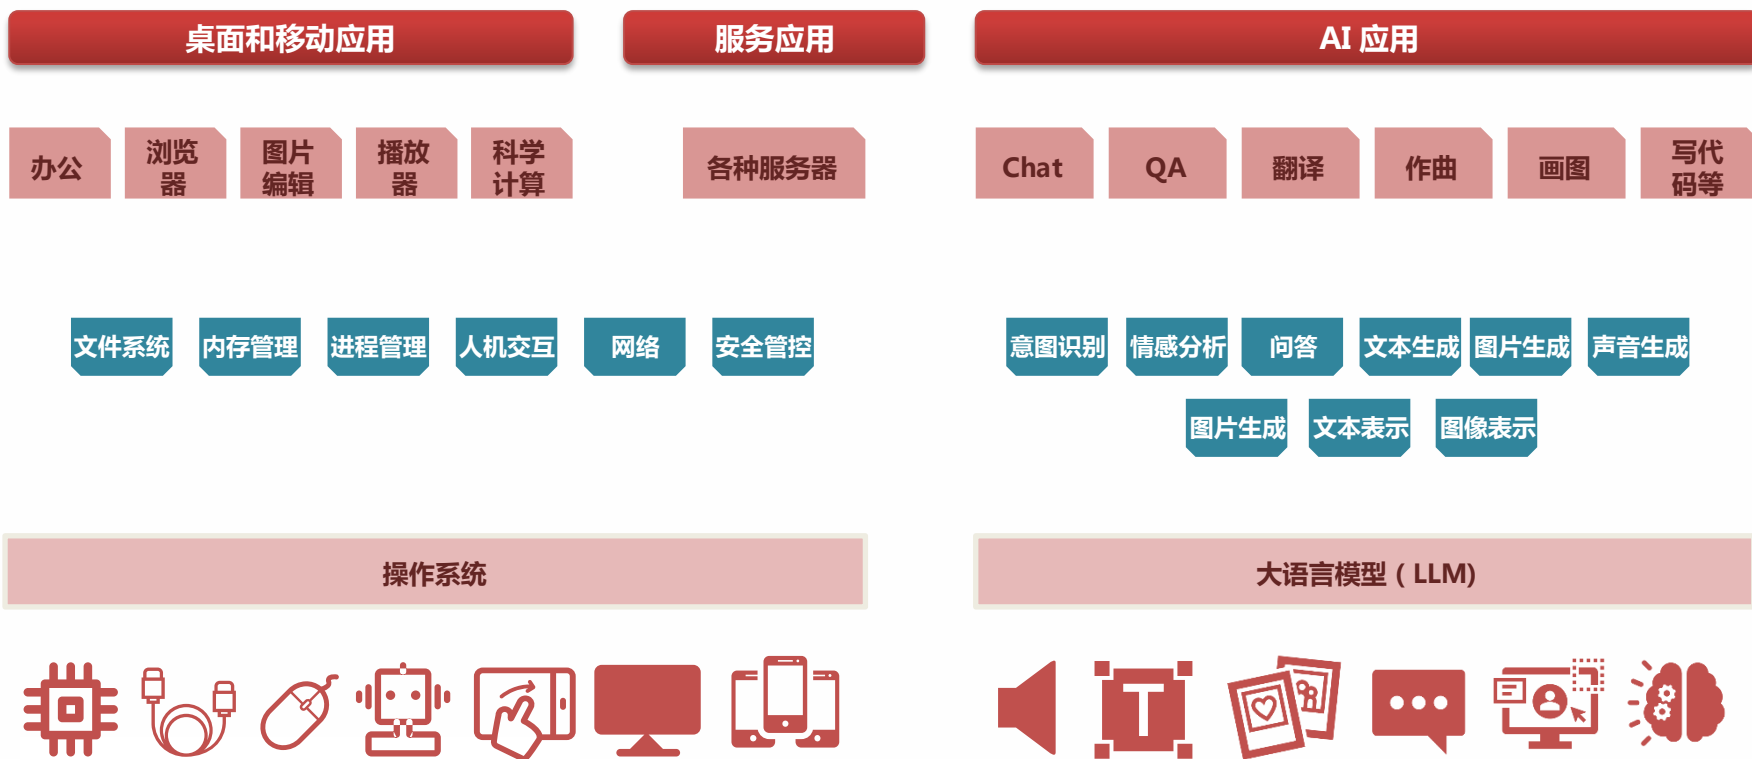 桌面和移动应用
服务应用
AI 应用
办公
浏览
器
图片
编辑
播放
器
科学
计算
各种服务器
Chat
QA
翻译
作曲
画图
写代
码等
文件系统
内存管理
进程管理
人机交互
网络
安全管控
意图识别
情感分析
问答
文本生成
图片生成
声音生成
图片生成
文本表示
图像表示
操作系统
大语言模型 ( LLM)
T